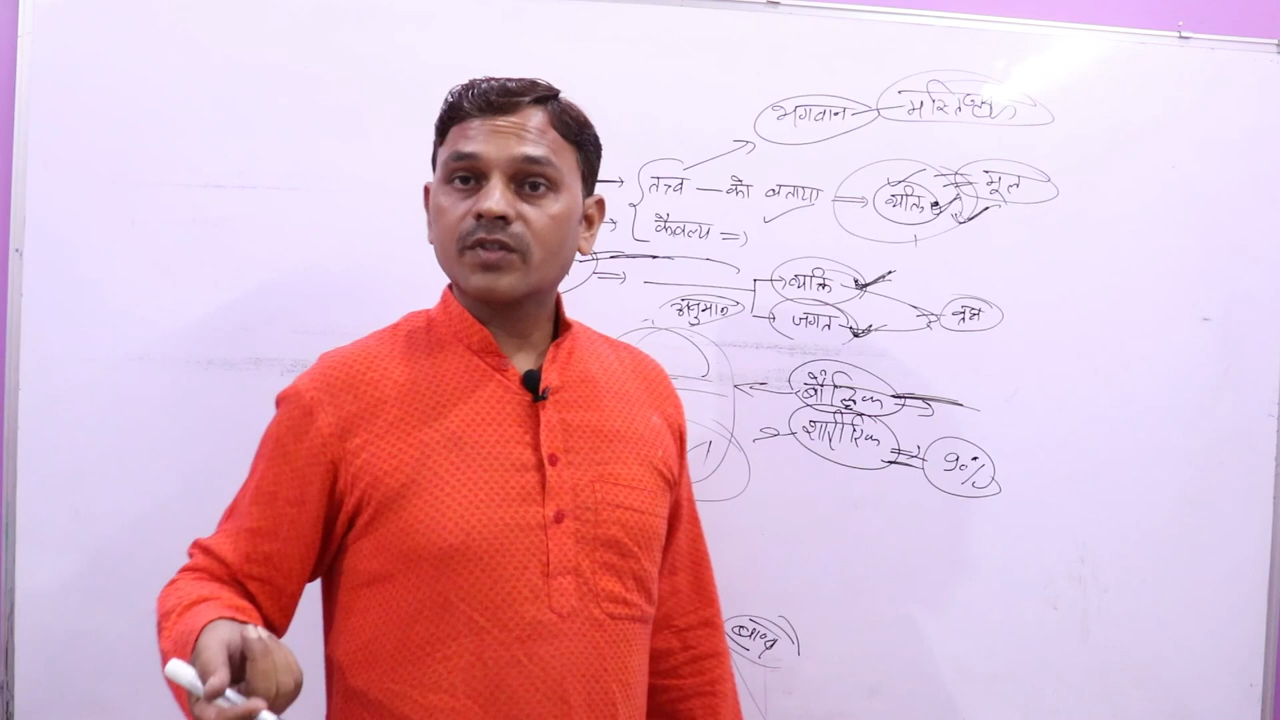 भगवान — मस्तिष्क
तत्त्व — को बताया ⇒ व्यक्ति = मूल
कैवल्य ⇒
व्यक्ति
अनुमान
जगत
ब्रह्म
बौद्धिक
शारीरिक ⇒ 90%